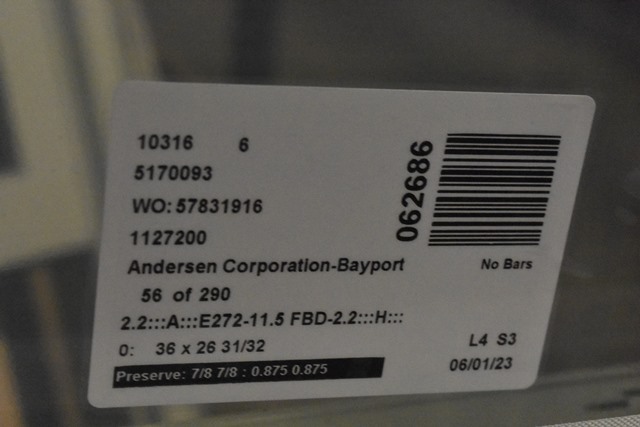 10316 6
5170093
WO: 57831916
1127200
Andersen Corporation-Bayport
56 of 290
2.2:::A:::E272-11.5 FBD-2.2:::H:::
0: 36 x 26 31/32
Preserve: 7/8 7/8 : 0.875 0.875
062686
No Bars
L4 S3
06/01/23